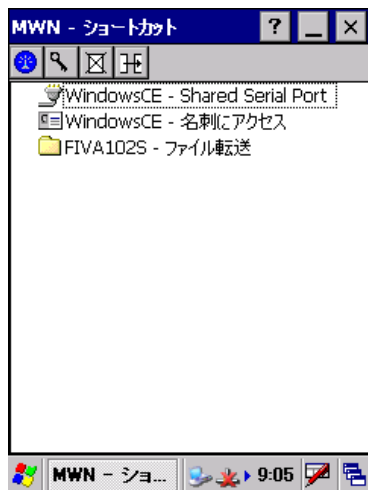 MWN - ショートカット ? _ ×
WindowsCE - Shared Serial Port
WindowsCE - 名刺にアクセス
FIVA102S - ファイル転送
MWN - ショ... 9:05